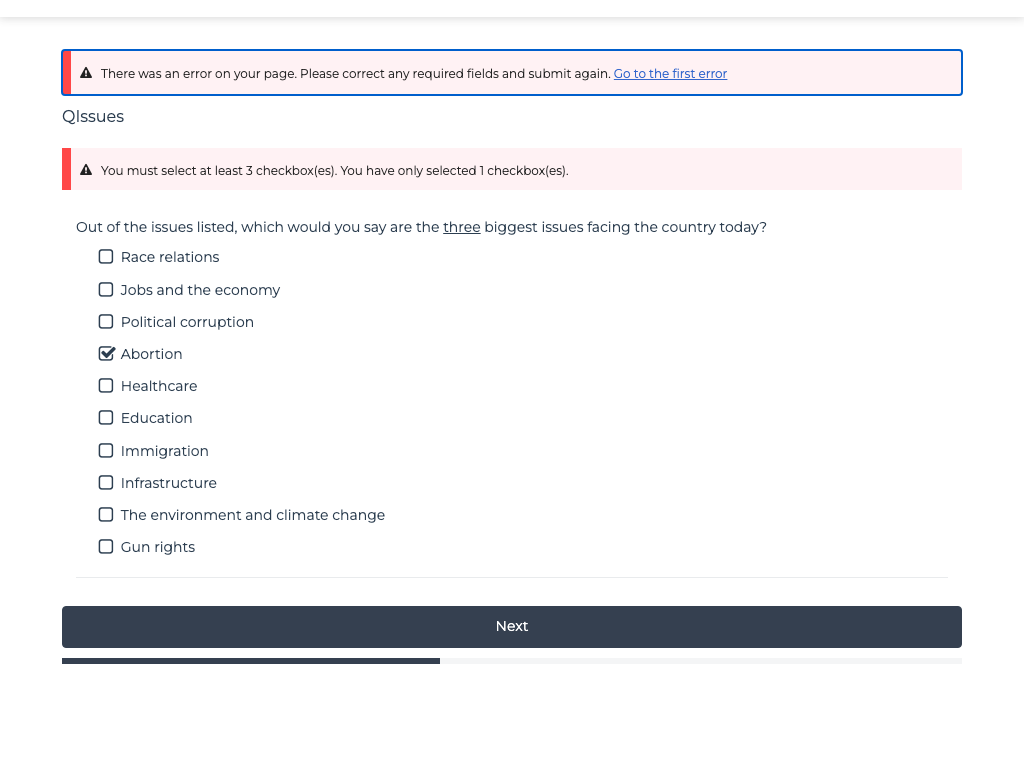 There was an error on your page. Please correct any required fields and submit again. Go to the first error
QIssues
You must select at least 3 checkbox(es). You have only selected 1 checkbox(es).
Out of the issues listed, which would you say are the three biggest issues facing the country today?
Race relations
Jobs and the economy
Political corruption
Abortion
Healthcare
Education
Immigration
Infrastructure
The environment and climate change
Gun rights
Next